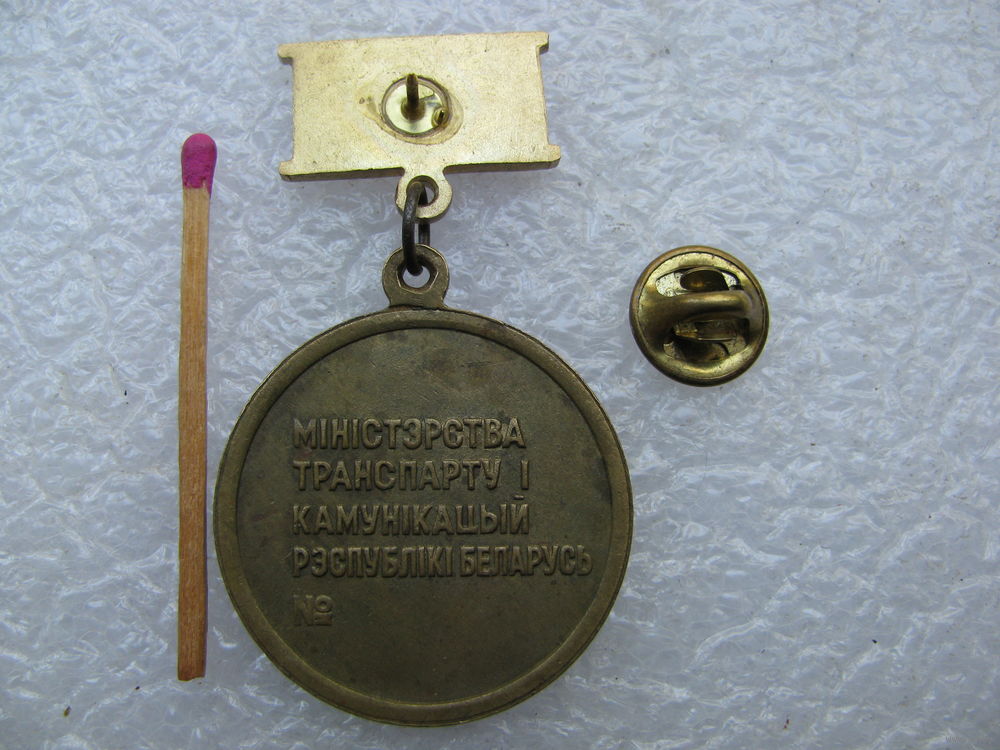 МІНІСТЭРСТВА
ТРАНСПАРТУ І
КАМУНІКАЦЫЙ
РЭСПУБЛІКІ БЕЛАРУСЬ
№